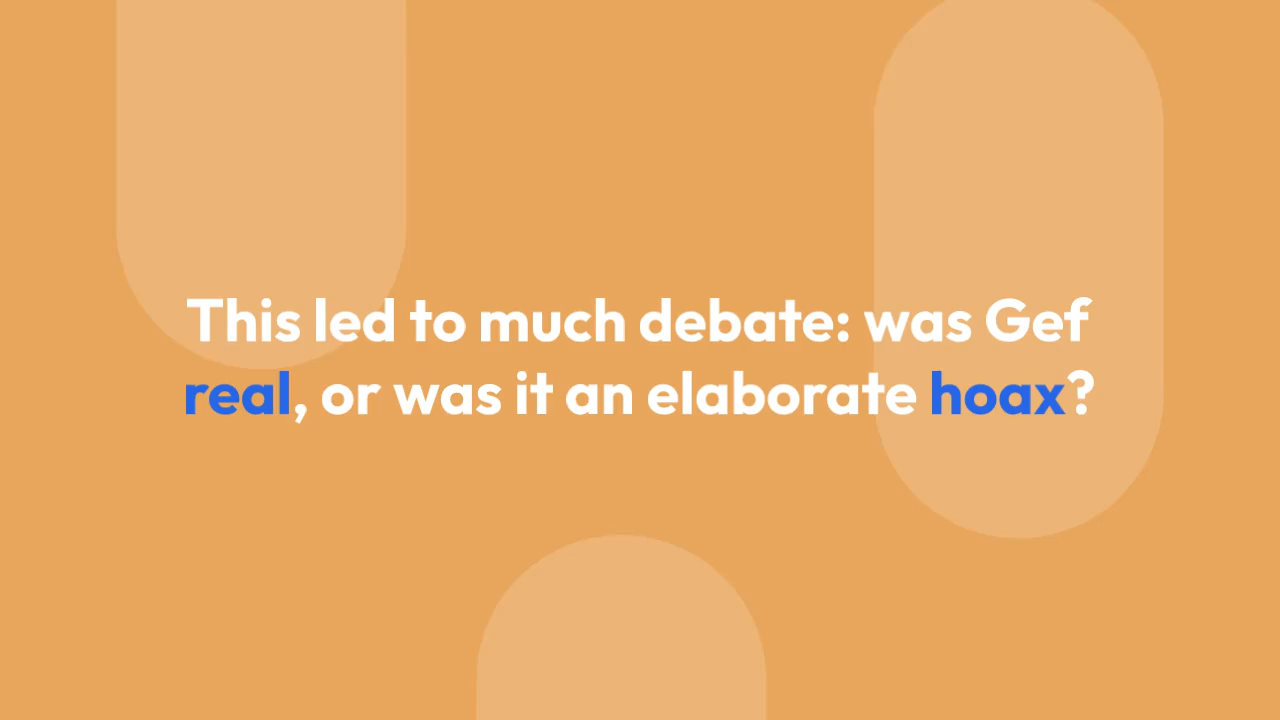 This led to much debate: was Gef
real, or was it an elaborate hoax?